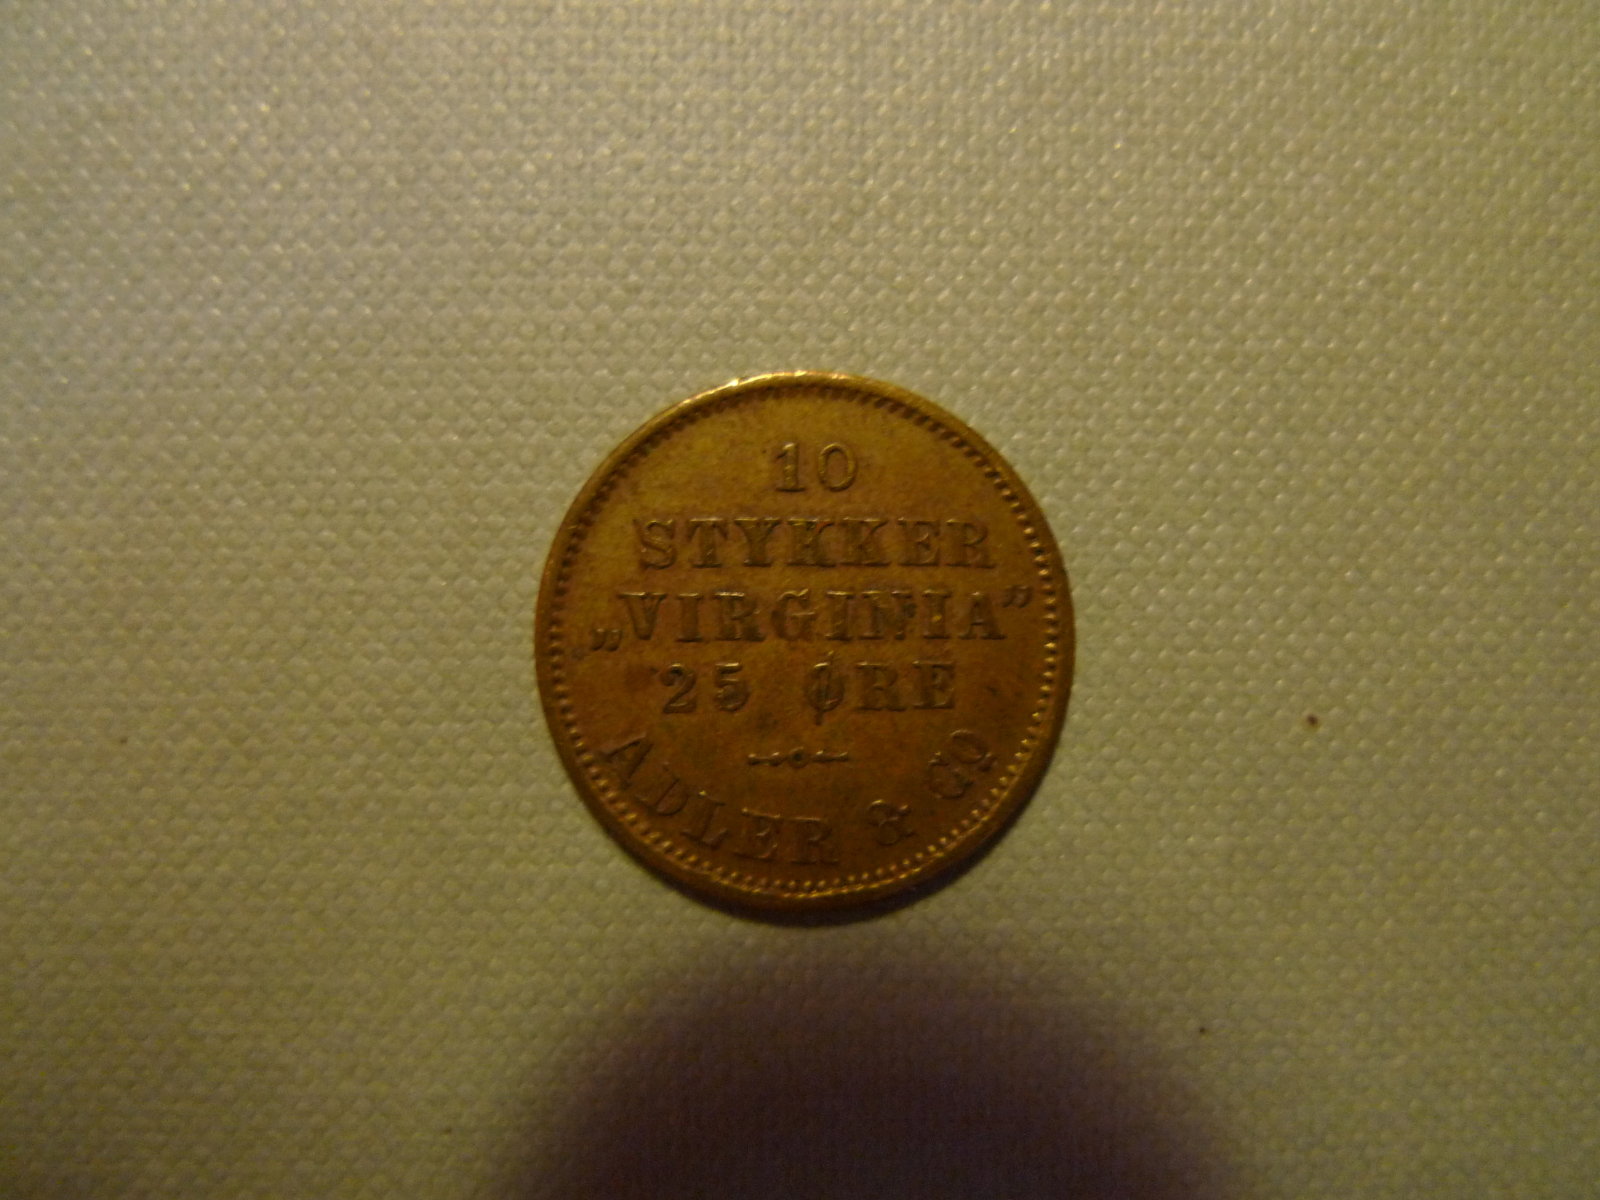 10
STYKKER
„VIRGINIA”
25 ØRE
ADLER & CO